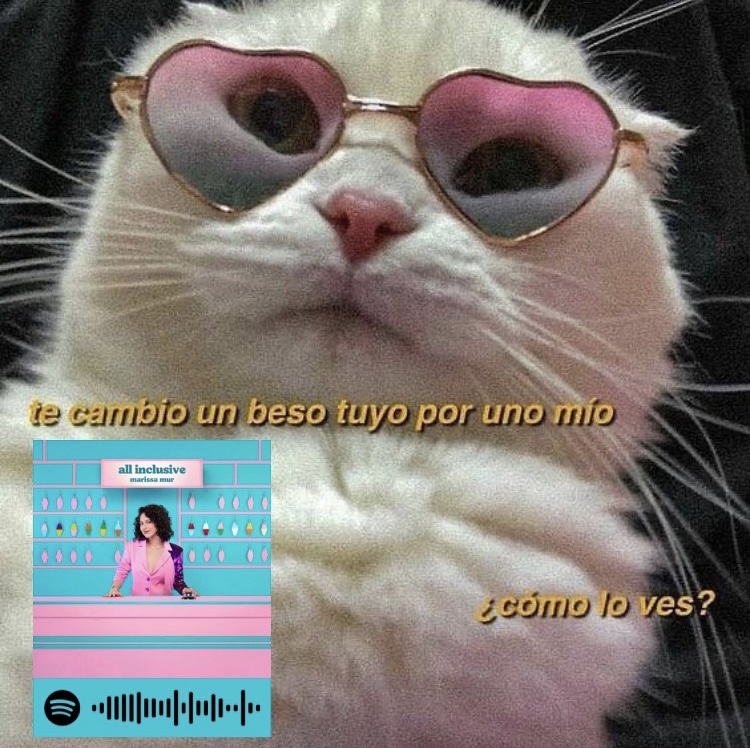 te cambio un beso tuyo por uno mío
all inclusive
marissa mur
¿cómo lo ves?